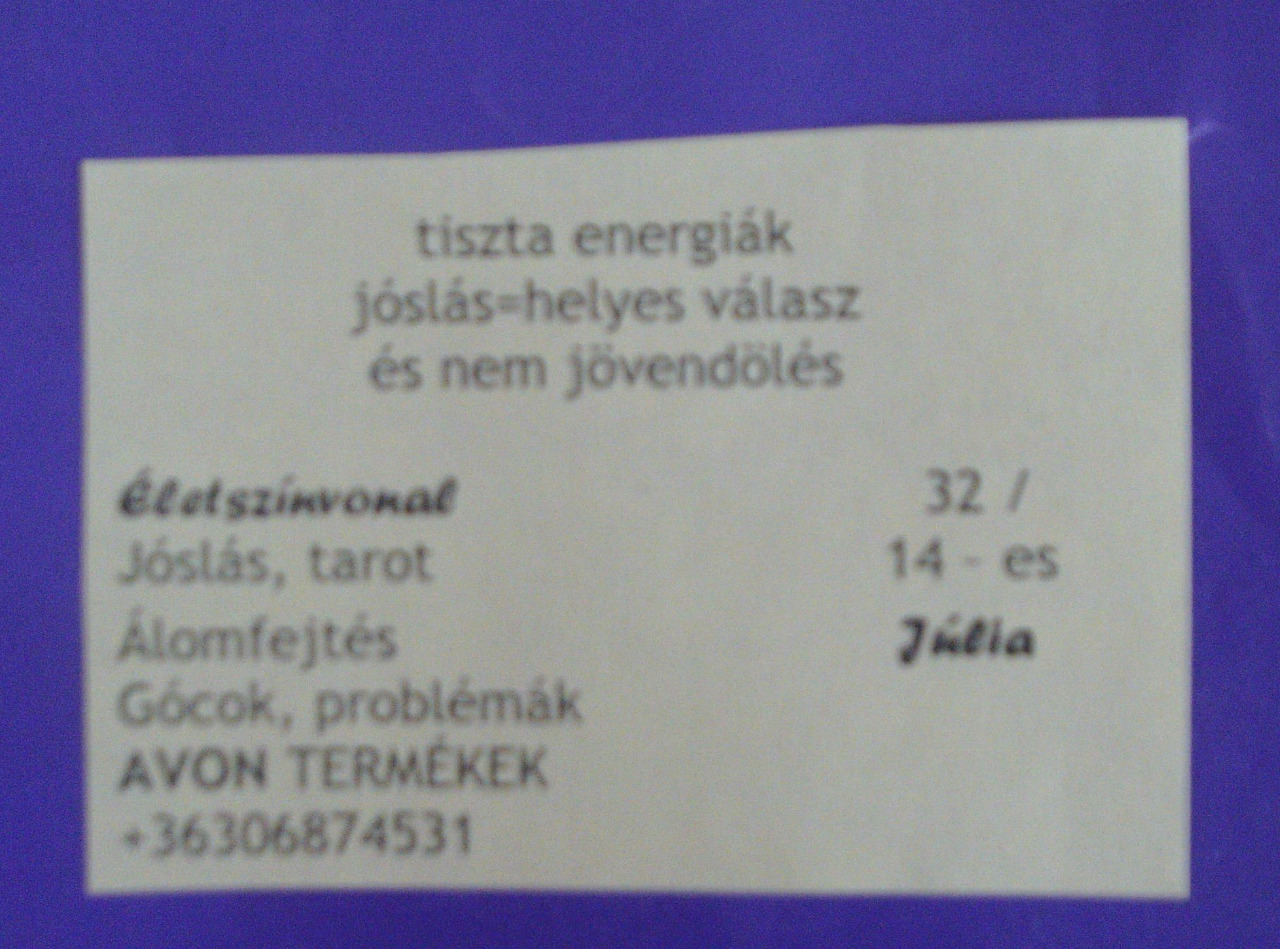 tiszta energiák
jóslás=helyes válasz
és nem jövendölés
Életszínvonal 32 /
Jóslás, tarot 14 - es
Álomfejtés Júlia
Gócok, problémák
AVON TERMÉKEK
+36306874531